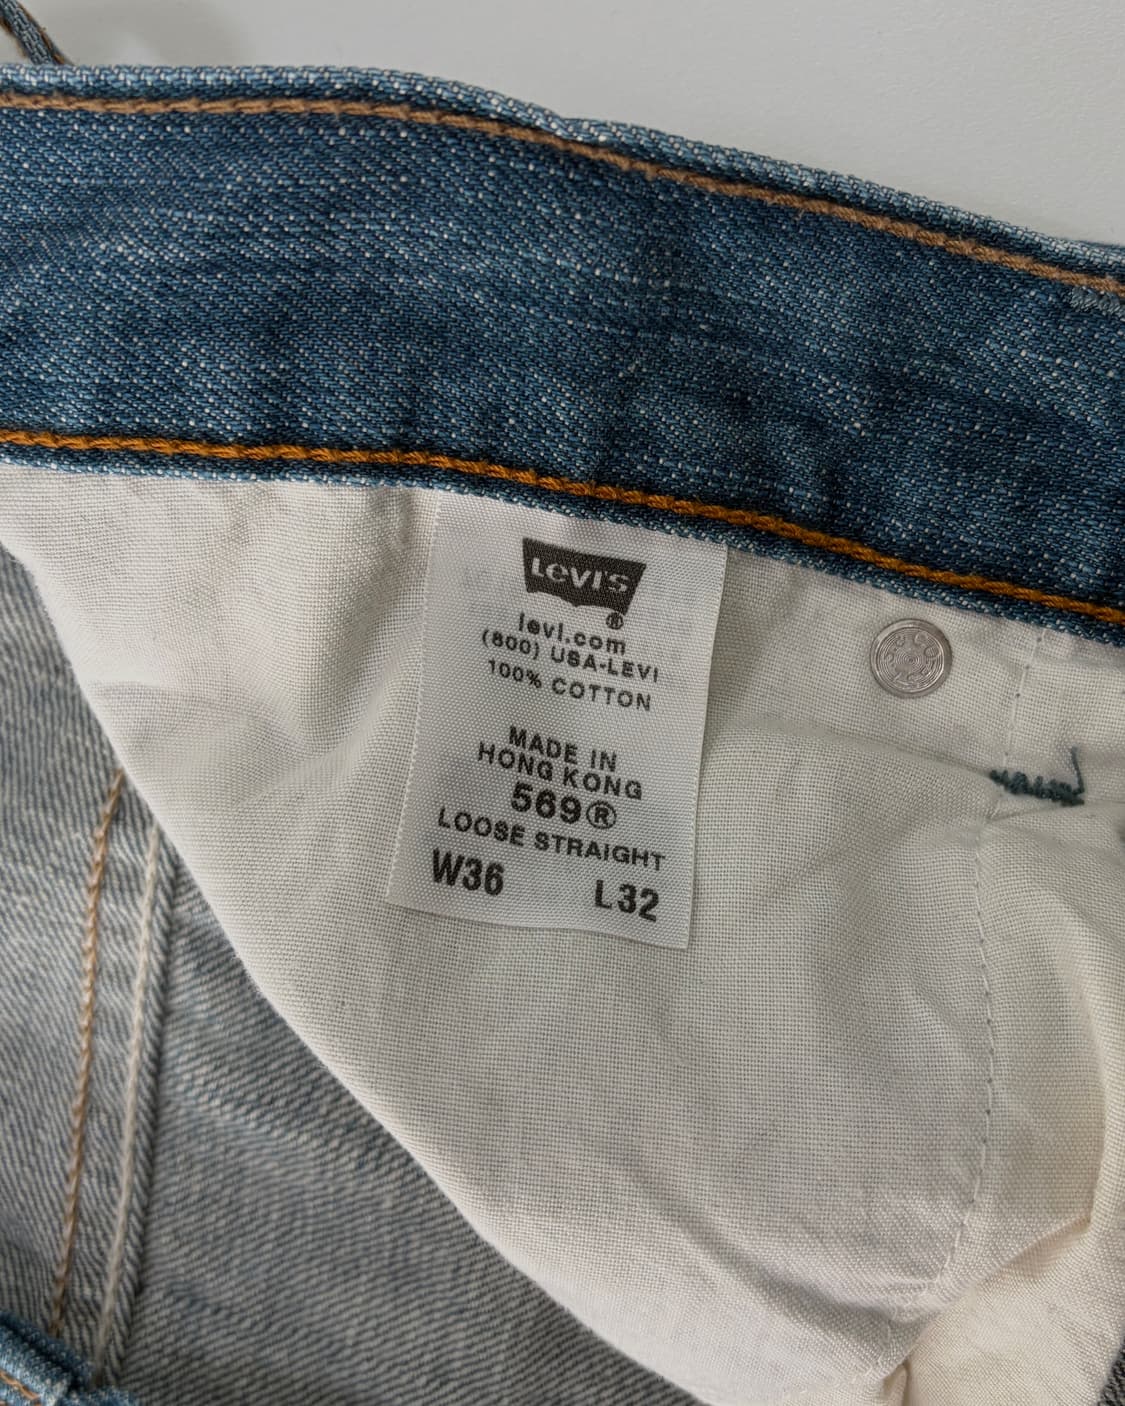 LEVI'S
®
levi.com
(800) USA-LEVI
100% COTTON
MADE IN
HONG KONG
569®
LOOSE STRAIGHT
W36 L32